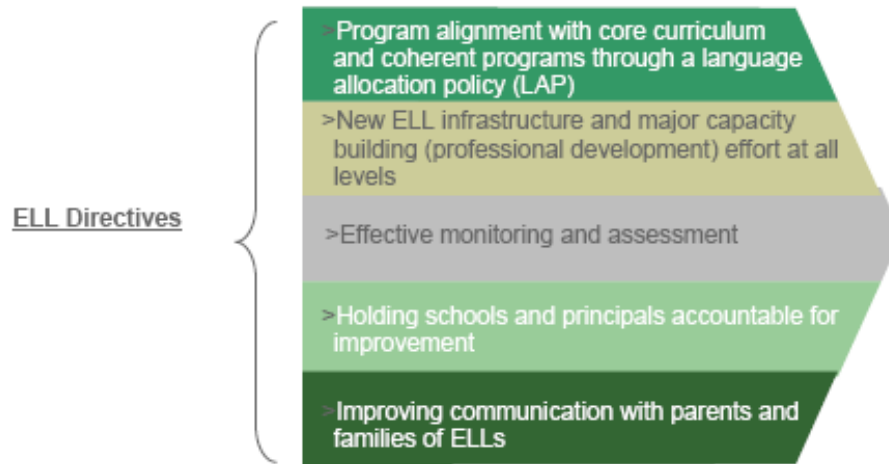 >Program alignment with core curriculum
and coherent programs through a language
allocation policy (LAP)
>New ELL infrastructure and major capacity
building (professional development) effort at all
levels
ELL Directives
>Effective monitoring and assessment
>Holding schools and principals accountable for
improvement
>Improving communication with parents and
families of ELLs